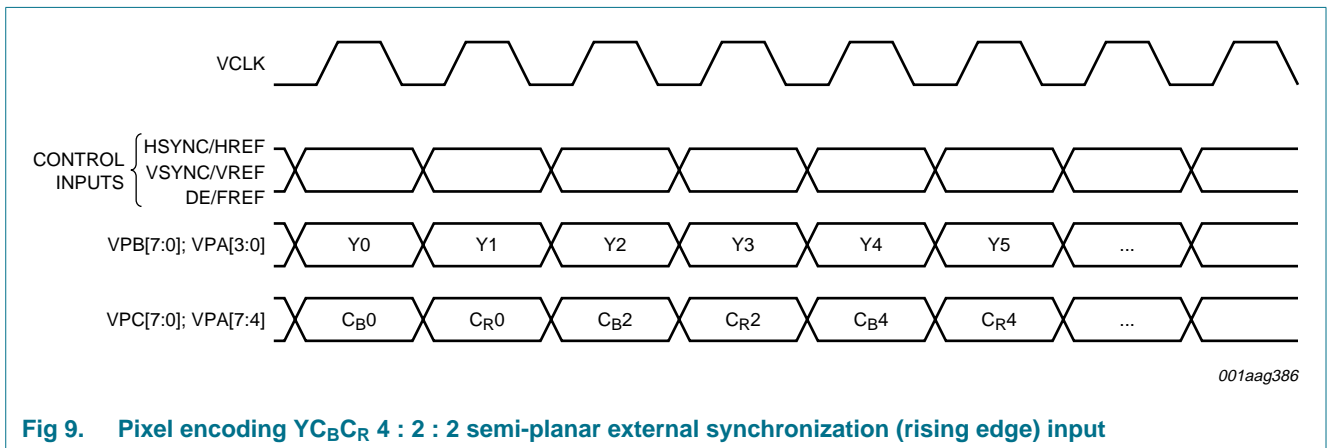 VCLK
CONTROL INPUTS
HSYNC/HREF
VSYNC/VREF
DE/FREF
VPB[7:0]; VPA[3:0] Y0 Y1 Y2 Y3 Y4 Y5 ...
VPC[7:0]; VPA[7:4] CB0 CR0 CB2 CR2 CB4 CR4 ...
001aag386
Fig 9. Pixel encoding YCBCR 4 : 2 : 2 semi-planar external synchronization (rising edge) input